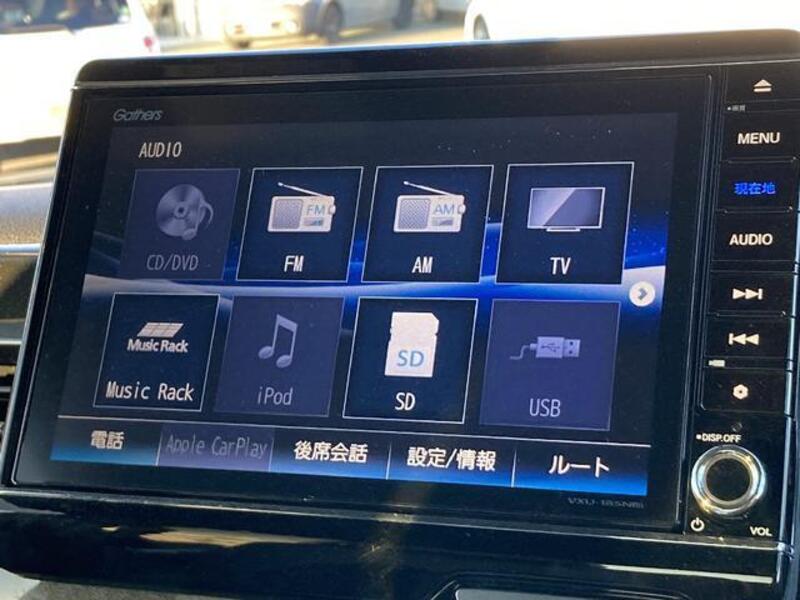 Gathers
AUDIO
CD/DVD
FM
FM
AM
AM
TV
Music Rack
Music Rack
iPod
SD
SD
USB
電話
Apple CarPlay
後席会話
設定/情報
ルート
MENU
現在地
AUDIO
DISP.OFF
VOL